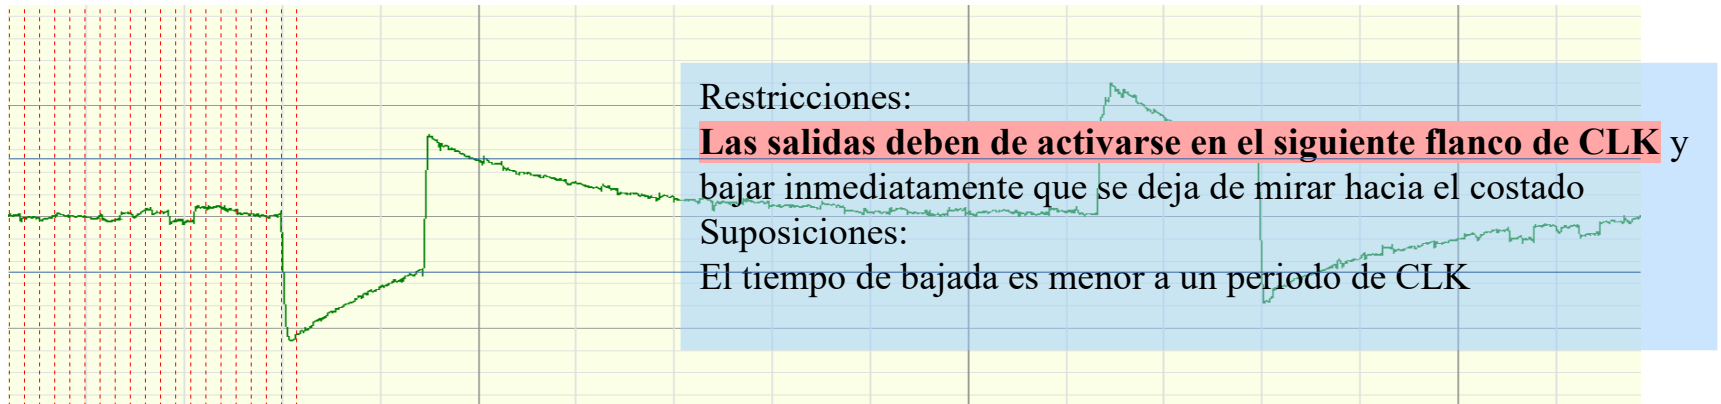 Restricciones:
Las salidas deben de activarse en el siguiente flanco de CLK y
bajar inmediatamente que se deja de mirar hacia el costado
Suposiciones:
El tiempo de bajada es menor a un periodo de CLK